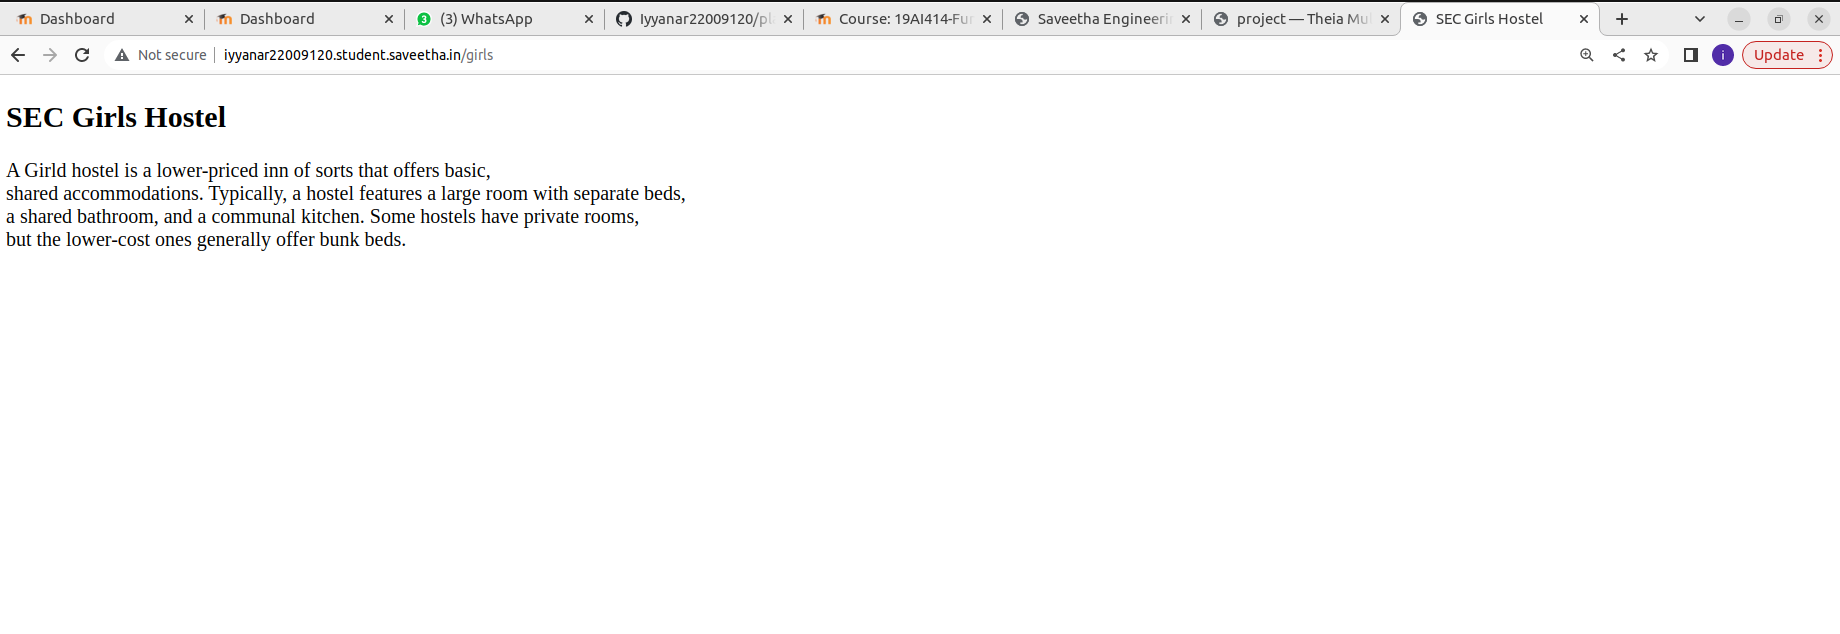 Dashboard
Dashboard
3
(3) WhatsApp
Iyyanar22009120/pl
Course: 19AI414-Fun
Saveetha Engineeri
project — Theia Mul
SEC Girls Hostel
Not secure
iyyanar22009120.student.saveetha.in/girls
i
Update
SEC Girls Hostel
A Girld hostel is a lower-priced inn of sorts that offers basic,
shared accommodations. Typically, a hostel features a large room with separate beds,
a shared bathroom, and a communal kitchen. Some hostels have private rooms,
but the lower-cost ones generally offer bunk beds.